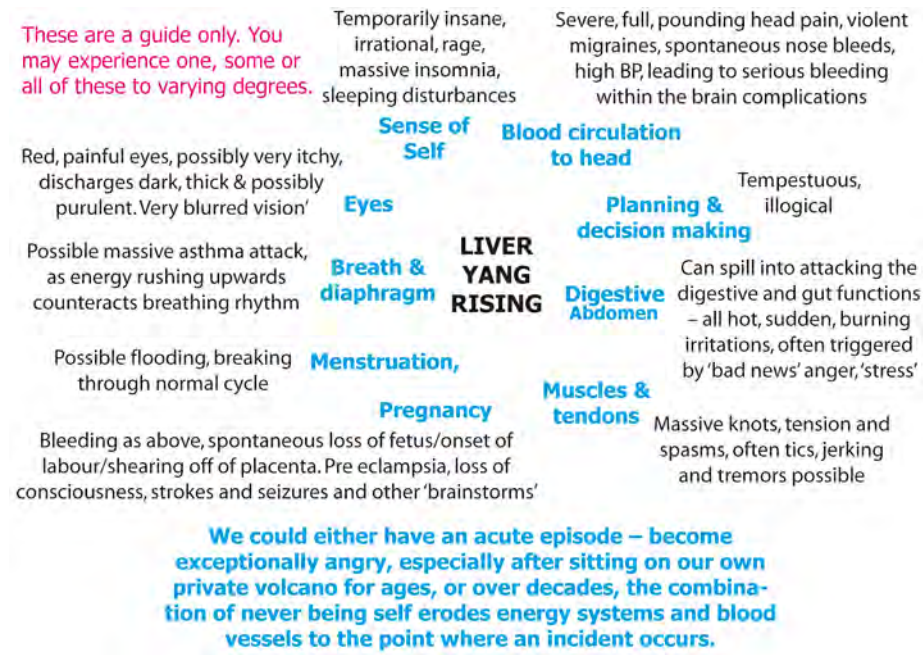 These are a guide only. You
may experience one, some or
all of these to varying degrees.
Temporarily insane,
irrational, rage,
massive insomnia,
sleeping disturbances
Severe, full, pounding head pain, violent
migraines, spontaneous nose bleeds,
high BP, leading to serious bleeding
within the brain complications
Sense of
Self
Blood circulation
to head
Red, painful eyes, possibly very itchy,
discharges dark, thick & possibly
purulent. Very blurred vision'
Eyes
Planning &
decision making
Tempestuous,
illogical
Possible massive asthma attack,
as energy rushing upwards
counteracts breathing rhythm
Breath &
diaphragm
LIVER
YANG
RISING
Digestive
Abdomen
Can spill into attacking the
digestive and gut functions
– all hot, sudden, burning
irritations, often triggered
by 'bad news' anger, 'stress'
Possible flooding, breaking
through normal cycle
Menstruation,
Pregnancy
Muscles &
tendons
Massive knots, tension and
spasms, often tics, jerking
and tremors possible
Bleeding as above, spontaneous loss of fetus/onset of
labour/shearing off of placenta. Pre eclampsia, loss of
consciousness, strokes and seizures and other 'brainstorms'
We could either have an acute episode – become
exceptionally angry, especially after sitting on our own
private volcano for ages, or over decades, the combina-
tion of never being self erodes energy systems and blood
vessels to the point where an incident occurs.